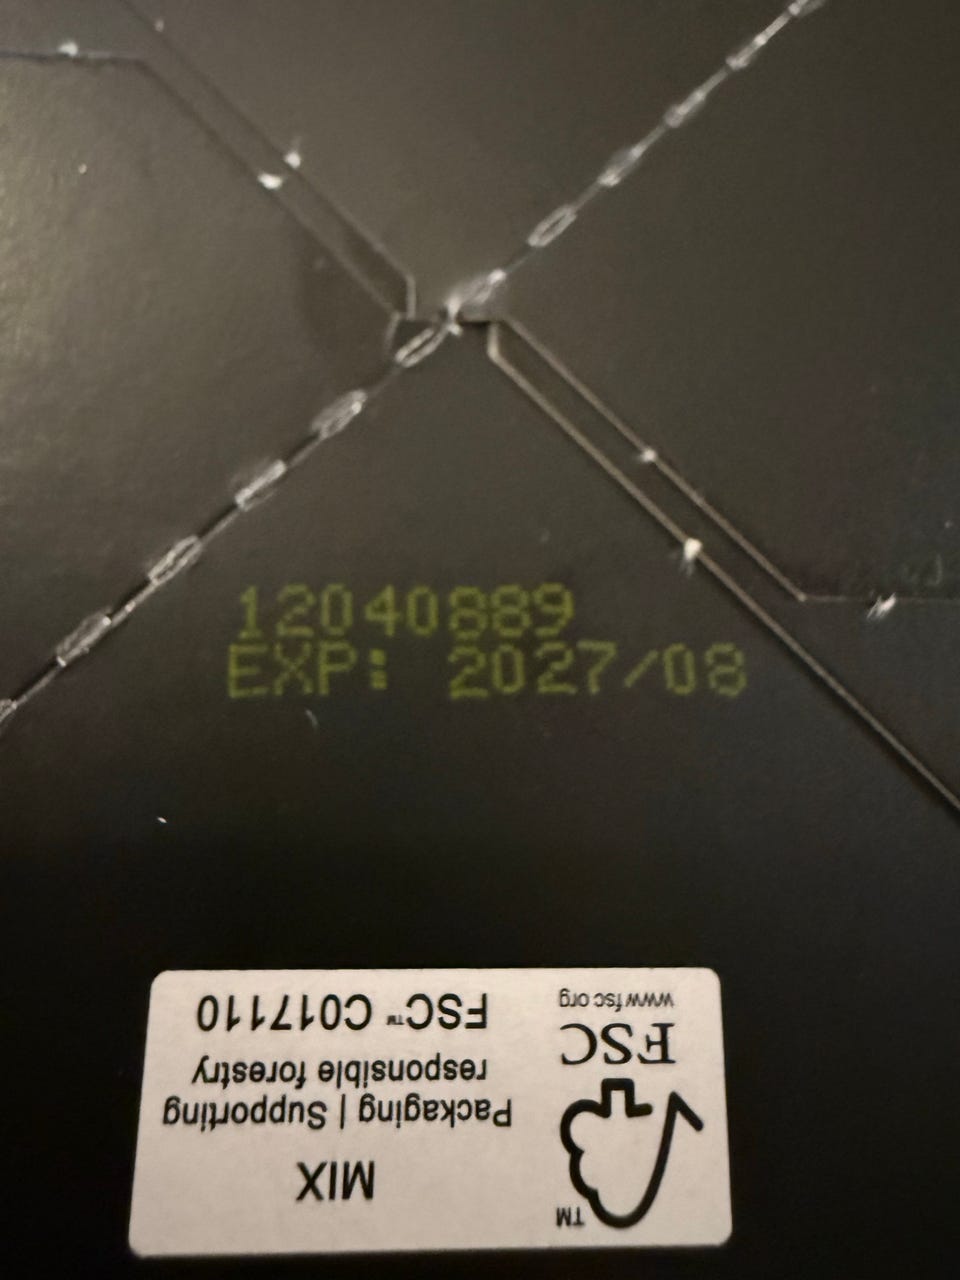 12040889
EXP: 2027/08
TM
FSC
www.fsc.org
MIX
Packaging | Supporting
responsible forestry
FSC™ C017110